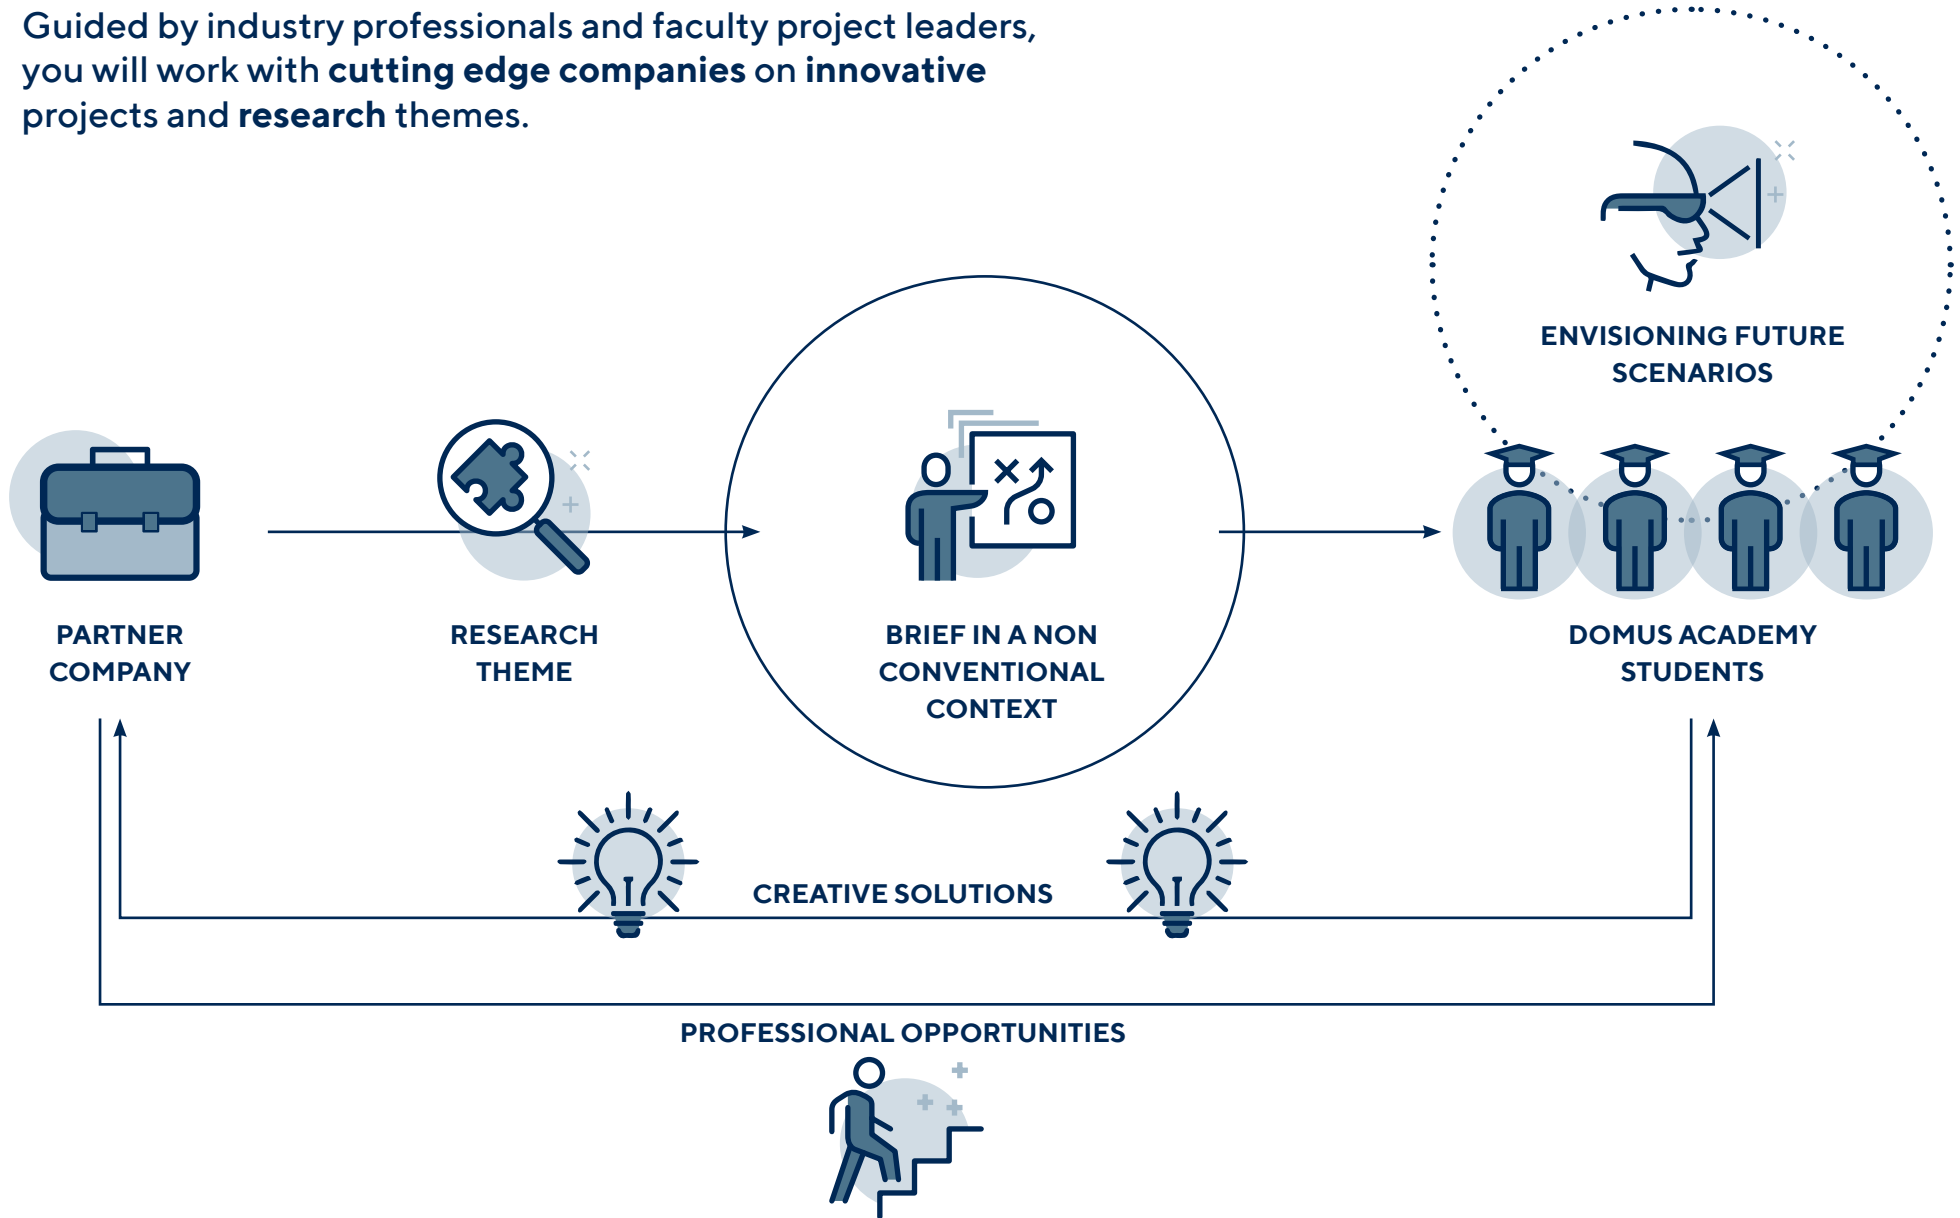 Guided by industry professionals and faculty project leaders,
you will work with cutting edge companies on innovative
projects and research themes.
ENVISIONING FUTURE
SCENARIOS
PARTNER
COMPANY
RESEARCH
THEME
BRIEF IN A NON
CONVENTIONAL
CONTEXT
DOMUS ACADEMY
STUDENTS
CREATIVE SOLUTIONS
PROFESSIONAL OPPORTUNITIES